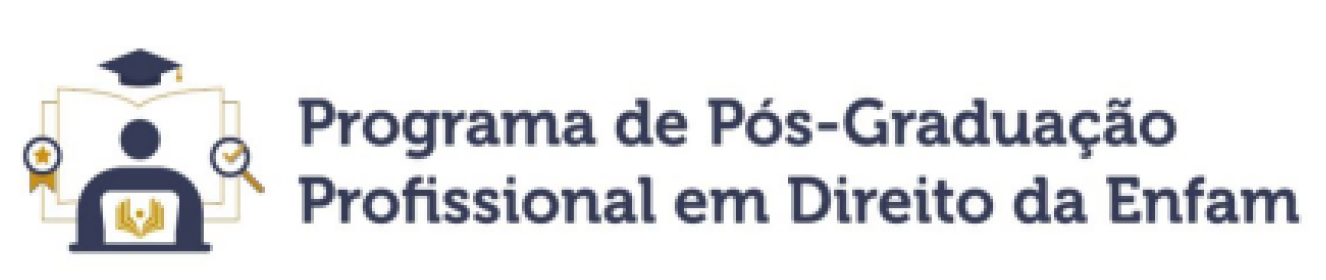 Programa de Pós-Graduação
Profissional em Direito da Enfam